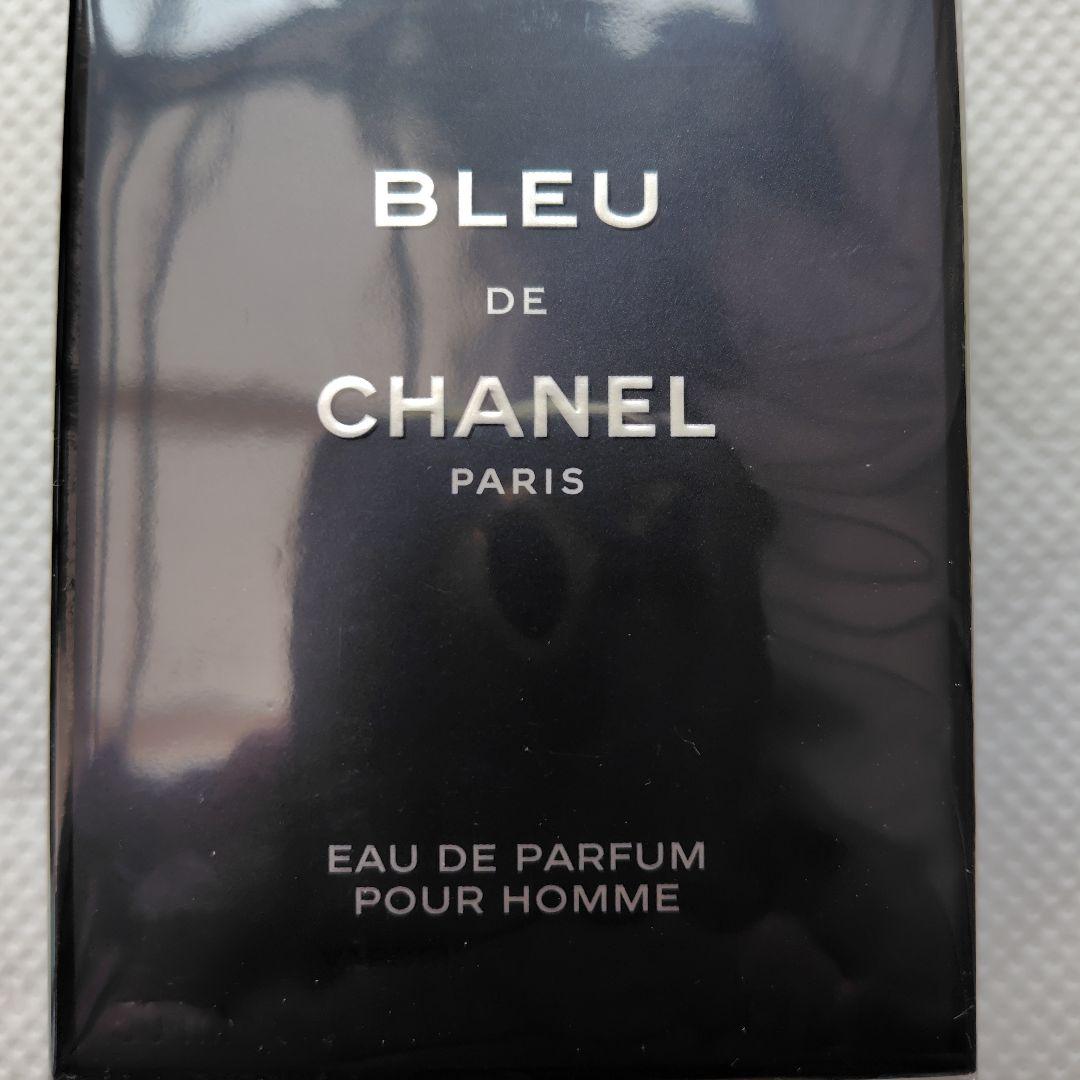 BLEU
DE
CHANEL
PARIS
EAU DE PARFUM
POUR HOMME